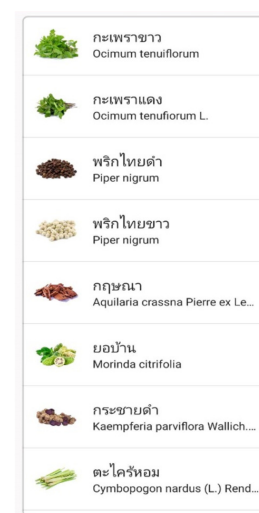 กะเพราขาว
Ocimum tenuiflorum
กะเพราแดง
Ocimum tenufiorum L.
พริกไทยดำ
Piper nigrum
พริกไทยขาว
Piper nigrum
กฤษณา
Aquilaria crassna Pierre ex Le...
ยอบ้าน
Morinda citrifolia
กระชายดำ
Kaempferia parviflora Wallich....
ตะไคร้หอม
Cymbopogon nardus (L.) Rend...